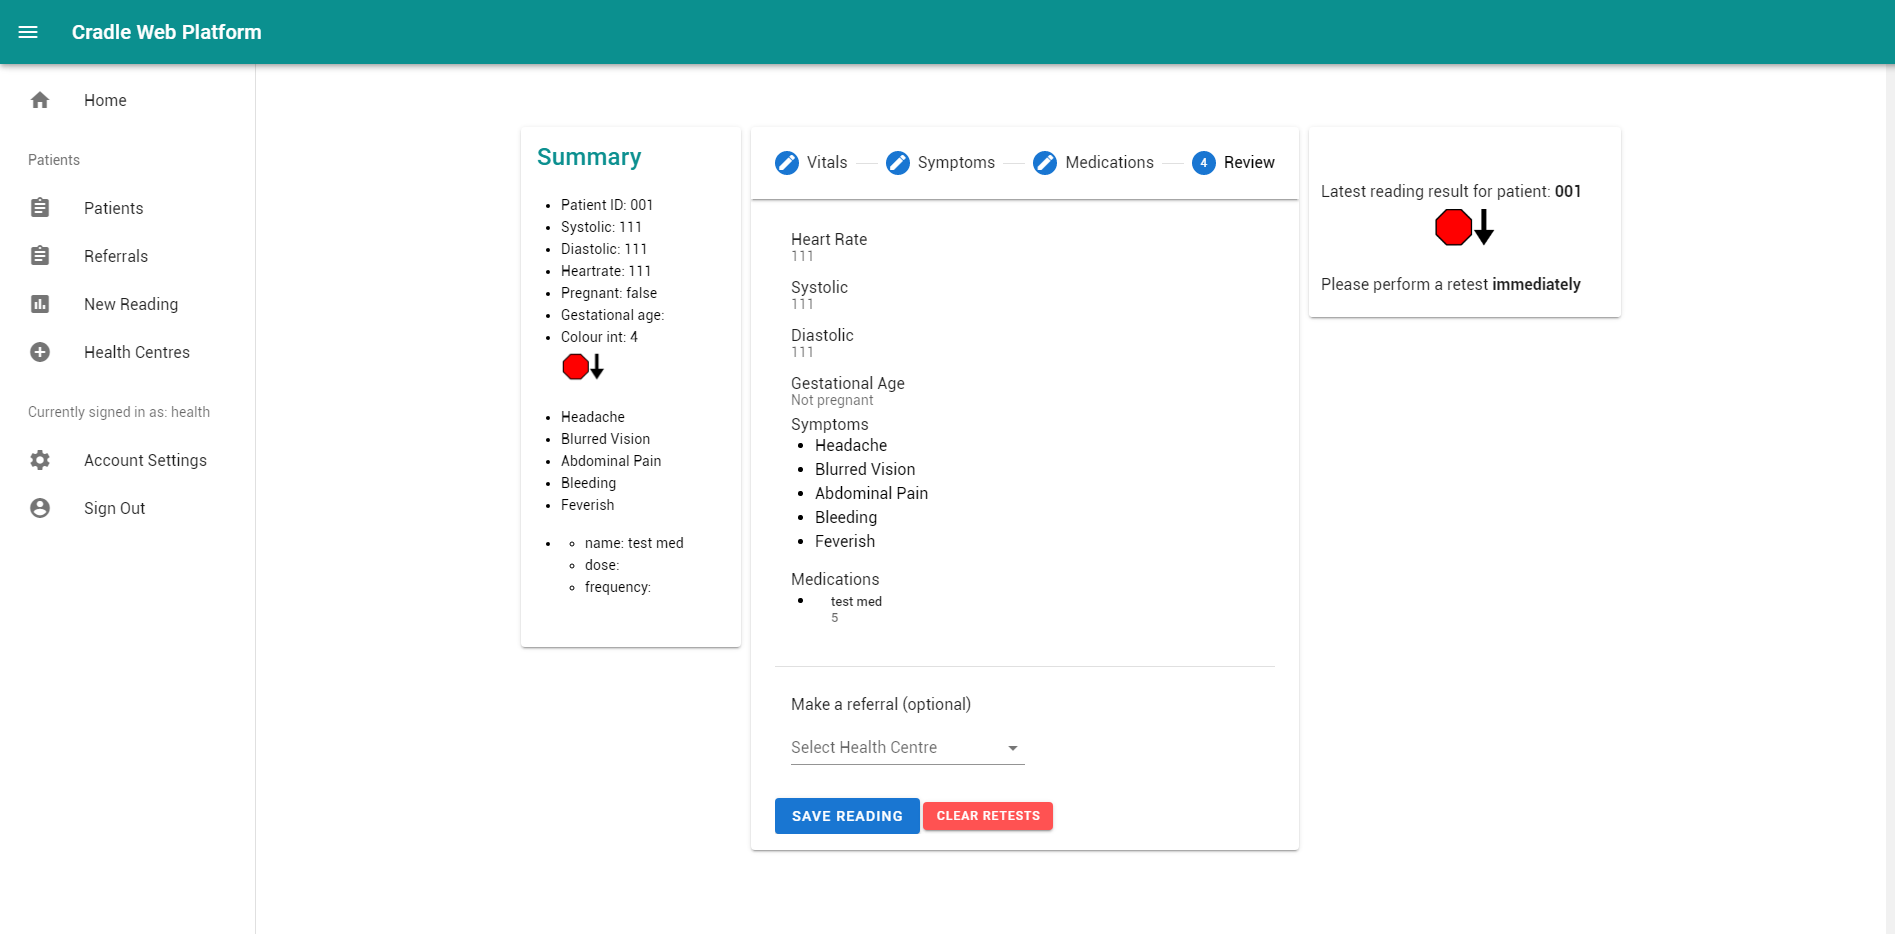 Cradle Web Platform
Home
Patients
Patients
Referrals
New Reading
Health Centres
Currently signed in as: health
Account Settings
Sign Out
Summary
Patient ID: 001
Systolic: 111
Diastolic: 111
Heartrate: 111
Pregnant: false
Gestational age:
Colour int: 4
Headache
Blurred Vision
Abdominal Pain
Bleeding
Feverish
name: test med
dose:
frequency:
Vitals
Symptoms
Medications
4 Review
Heart Rate
111
Systolic
111
Diastolic
111
Gestational Age
Not pregnant
Symptoms
Headache
Blurred Vision
Abdominal Pain
Bleeding
Feverish
Medications
test med
5
Make a referral (optional)
Select Health Centre
SAVE READING
CLEAR RETESTS
Latest reading result for patient: 001
Please perform a retest immediately